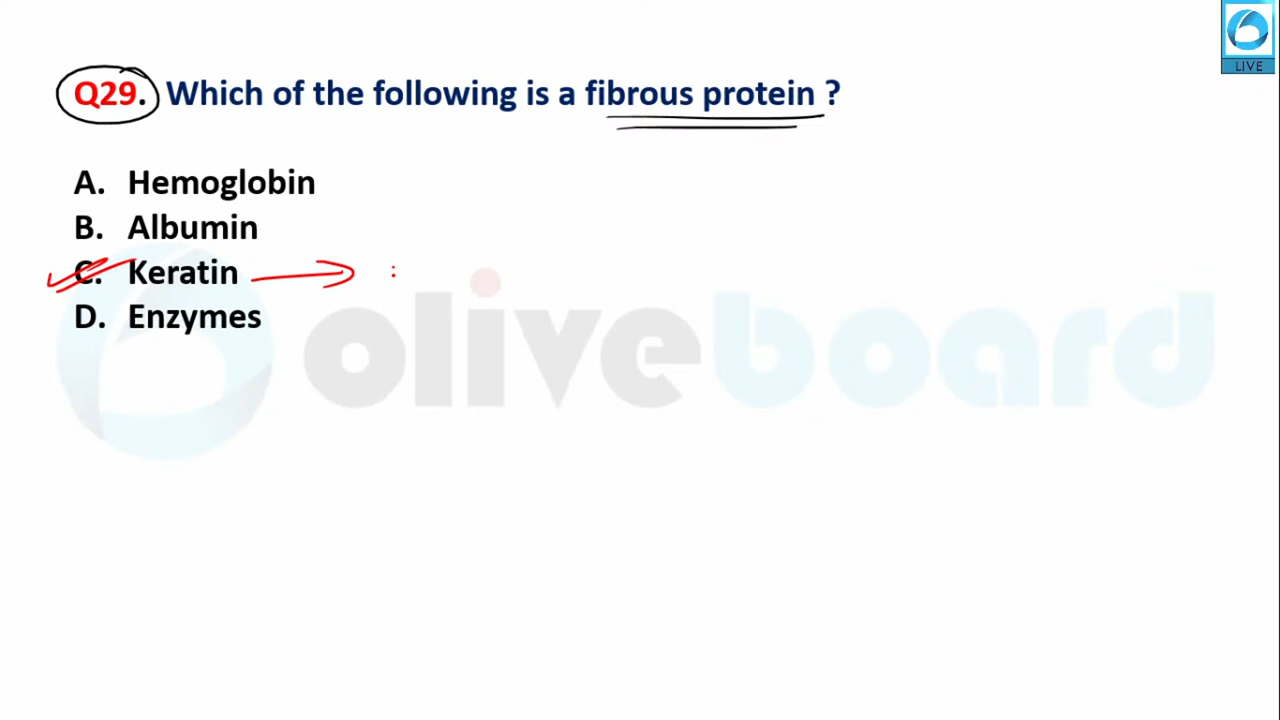 LIVE
Q29. Which of the following is a fibrous protein ?
A. Hemoglobin
B. Albumin
C. Keratin
D. Enzymes
oliveboard